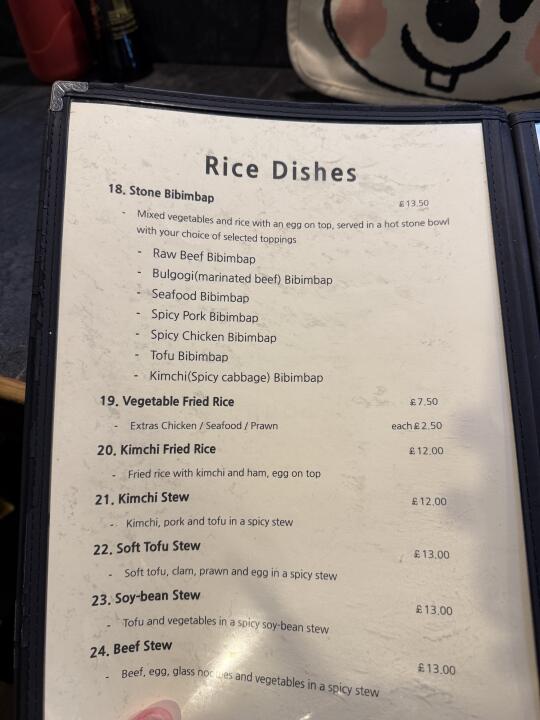 Rice Dishes
18. Stone Bibimbap £13.50
- Mixed vegetables and rice with an egg on top, served in a hot stone bowl
with your choice of selected toppings
- Raw Beef Bibimbap
- Bulgogi(marinated beef) Bibimbap
- Seafood Bibimbap
- Spicy Pork Bibimbap
- Spicy Chicken Bibimbap
- Tofu Bibimbap
- Kimchi(Spicy cabbage) Bibimbap
19. Vegetable Fried Rice £7.50
- Extras Chicken / Seafood / Prawn each£2.50
20. Kimchi Fried Rice £12.00
- Fried rice with kimchi and ham, egg on top
21. Kimchi Stew £12.00
- Kimchi, pork and tofu in a spicy stew
22. Soft Tofu Stew £13.00
- Soft tofu, clam, prawn and egg in a spicy stew
23. Soy-bean Stew £13.00
- Tofu and vegetables in a spicy soy-bean stew
24. Beef Stew £13.00
- Beef, egg, glass noodles and vegetables in a spicy stew